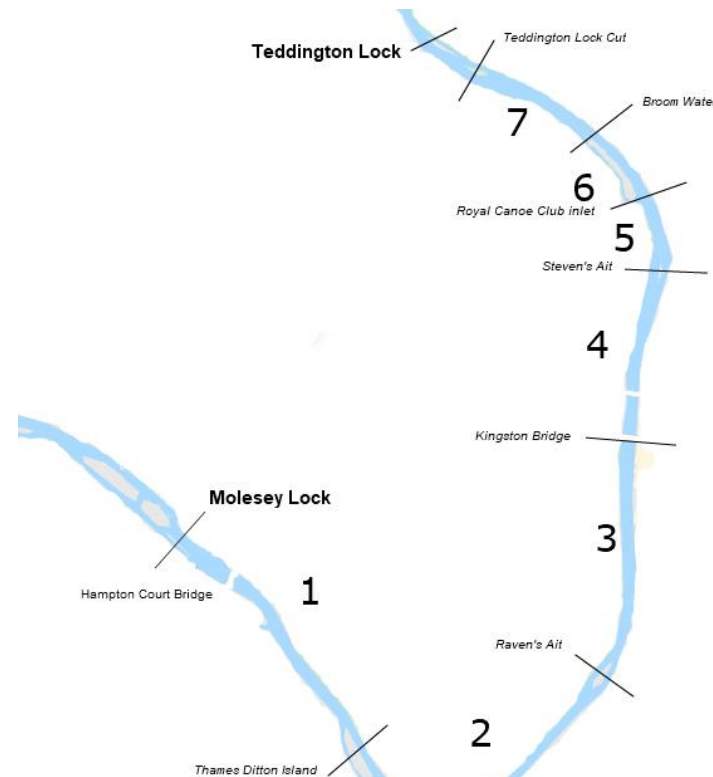 Teddington Lock Cut
Teddington Lock
Broom Wate
7
6
Royal Canoe Club inlet
5
Steven's Ait
4
Kingston Bridge
Molesey Lock
3
Hampton Court Bridge
1
Raven's Ait
2
Thames Ditton Island